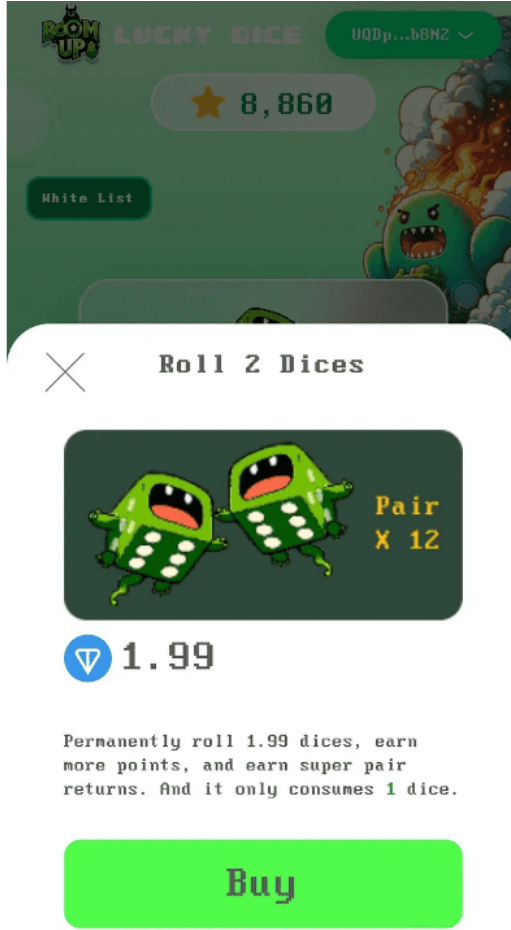 BOOM
UP
LUCKY DICE
UQDp...b8N2
8,860
White List
Roll 2 Dices
Pair
X 12
1.99
Permanently roll 1.99 dices, earn
more points, and earn super pair
returns. And it only consumes 1 dice.
Buy